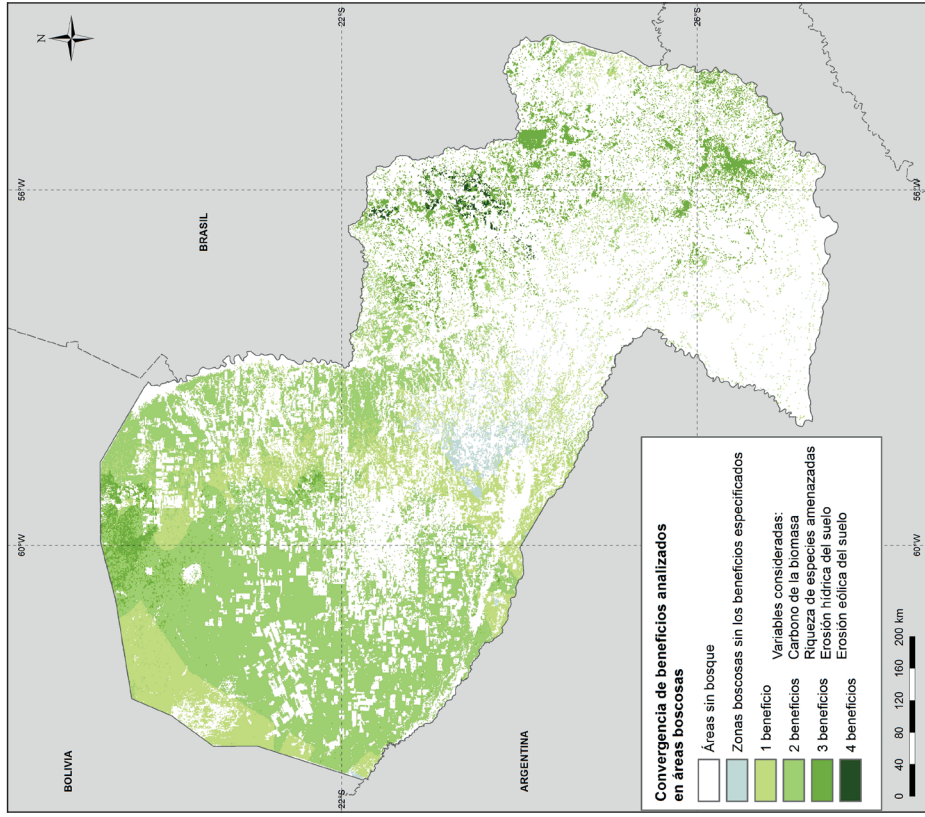 N
BOLIVIA
BRASIL
ARGENTINA
60°W
56°W
22°S
26°S
60°W
56°W
22°S
Convergencia de beneficios analizados
en áreas boscosas
Áreas sin bosque
Zonas boscosas sin los beneficios especificados
1 beneficio
2 beneficios
3 beneficios
4 beneficios
Variables consideradas:
Carbono de la biomasa
Riqueza de especies amenazadas
Erosión hídrica del suelo
Erosión eólica del suelo
0 40 80 120 160 200 km
26°S